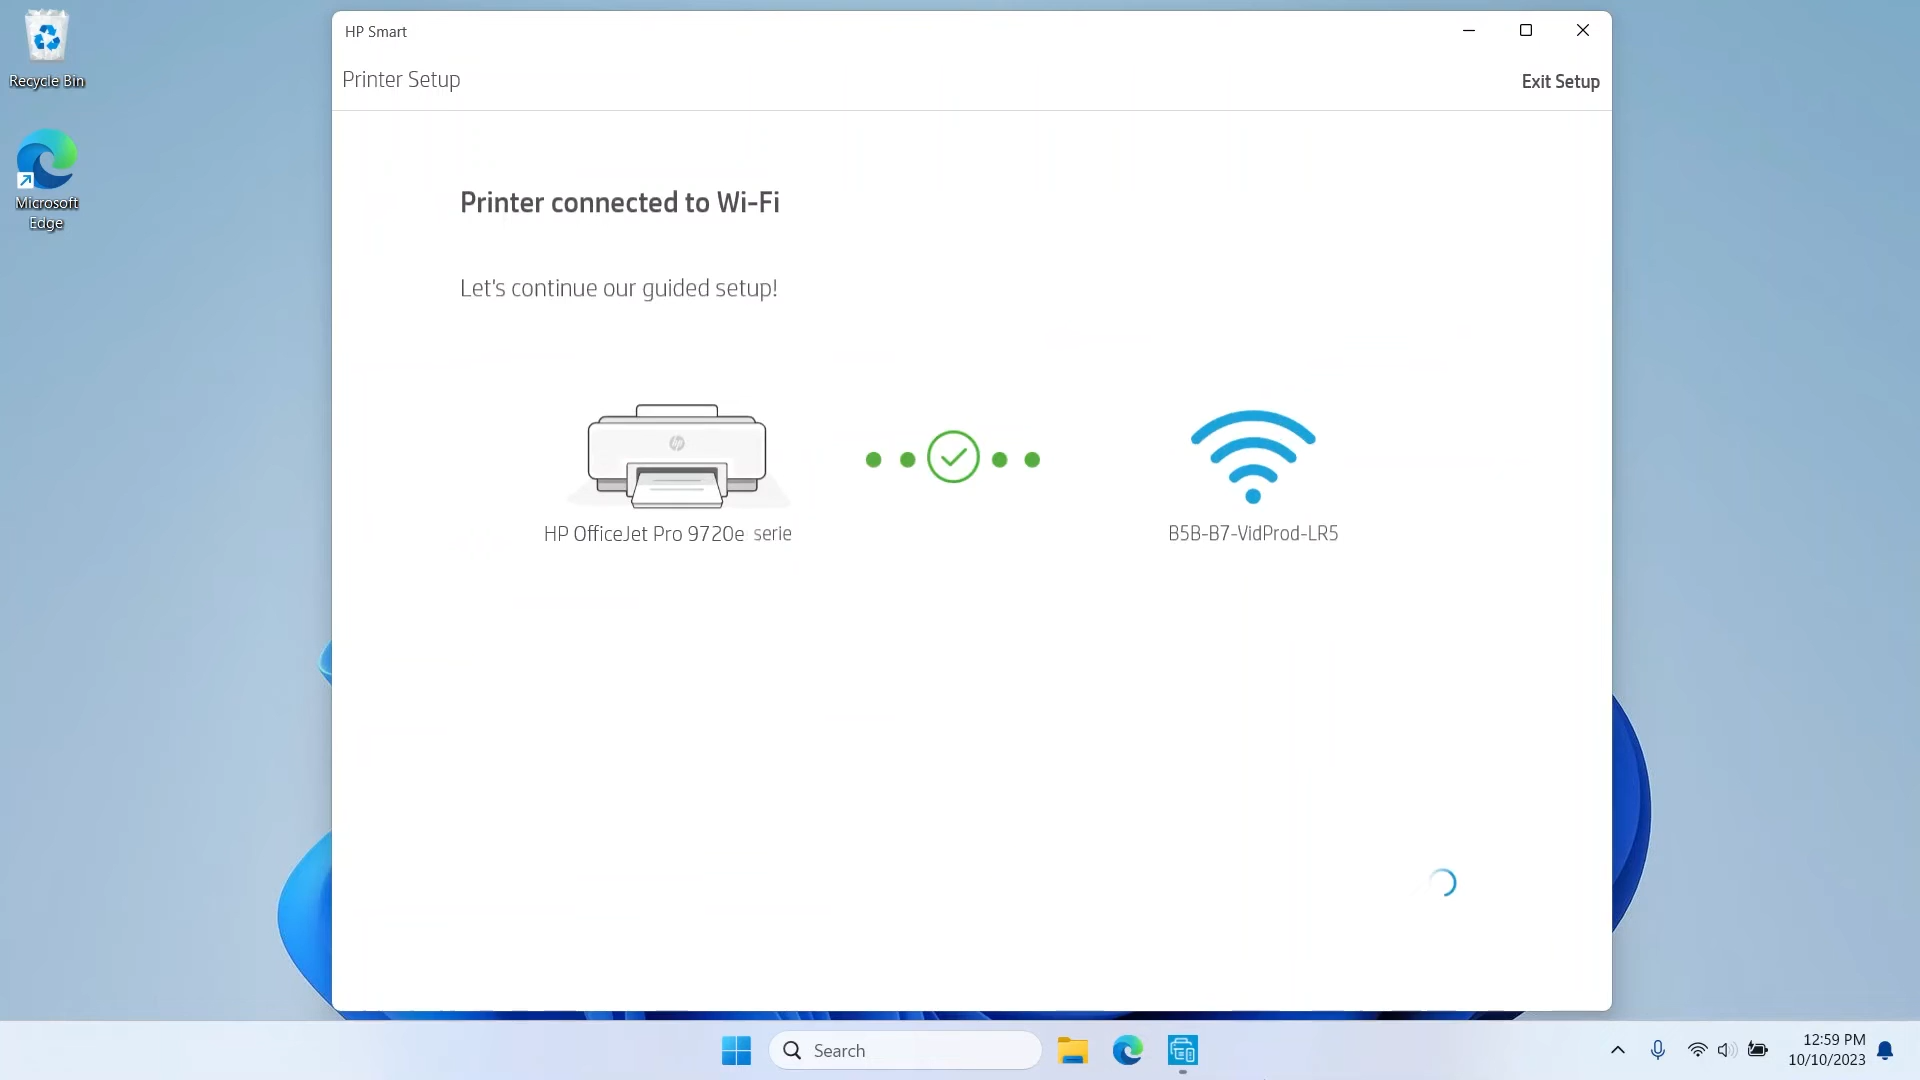 Recycle Bin
Microsoft
Edge
HP Smart
Printer Setup
Exit Setup
Printer connected to Wi-Fi
Let's continue our guided setup!
hp
HP OfficeJet Pro 9720e serie
B5B-B7-VidProd-LR5
Search
12:59 PM
10/10/2023